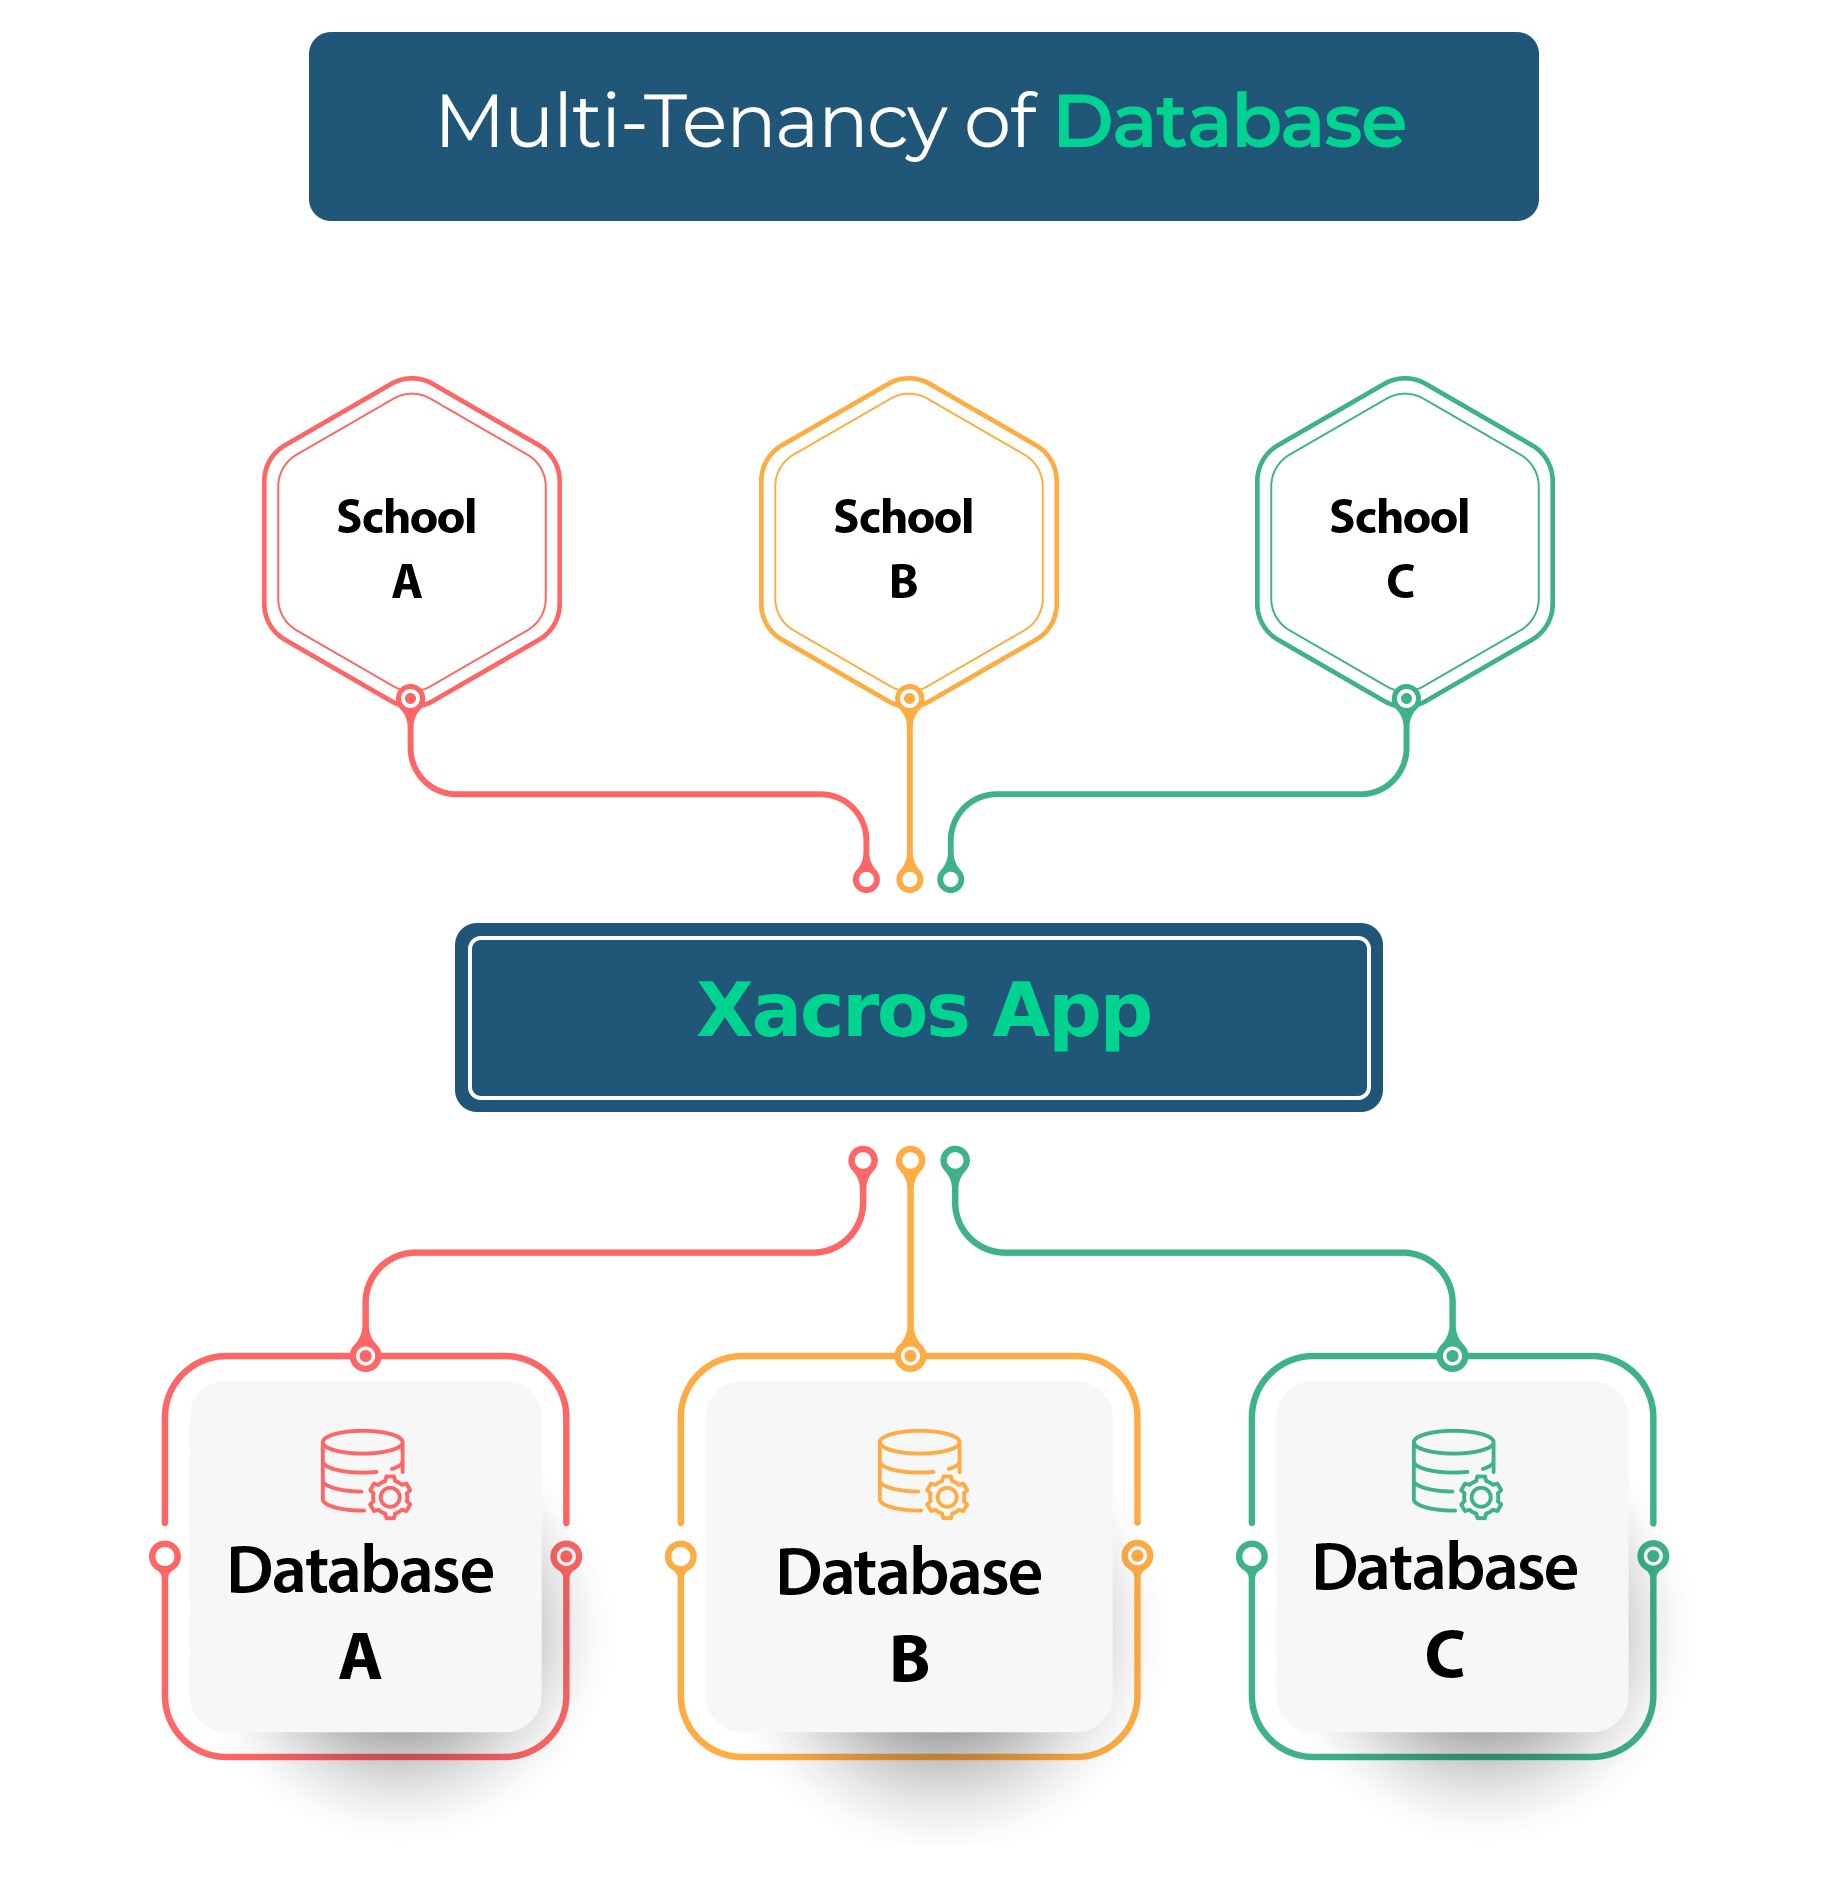 Multi-Tenancy of Database
School
A
School
B
School
C
Xacros App
Database
A
Database
B
Database
C